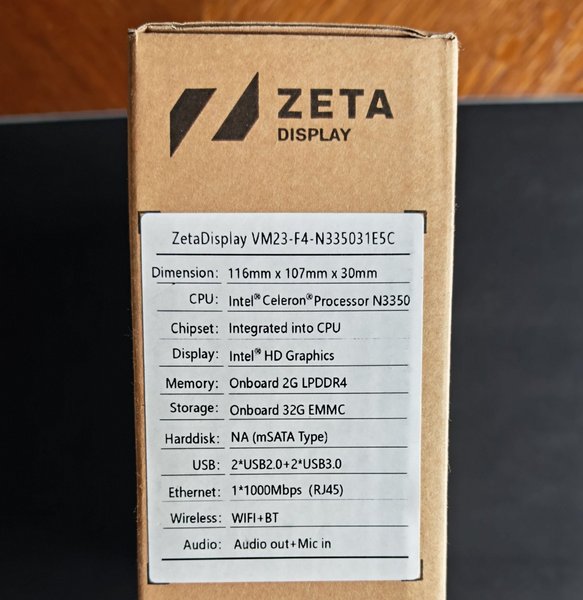 ZETA
DISPLAY
ZetaDisplay VM23-F4-N335031E5C
Dimension: 116mm x 107mm x 30mm
CPU: Intel® Celeron® Processor N3350
Chipset: Integrated into CPU
Display: Intel® HD Graphics
Memory: Onboard 2G LPDDR4
Storage: Onboard 32G EMMC
Harddisk: NA (mSATA Type)
USB: 2*USB2.0+2*USB3.0
Ethernet: 1*1000Mbps (RJ45)
Wireless: WIFI+BT
Audio: Audio out+Mic in